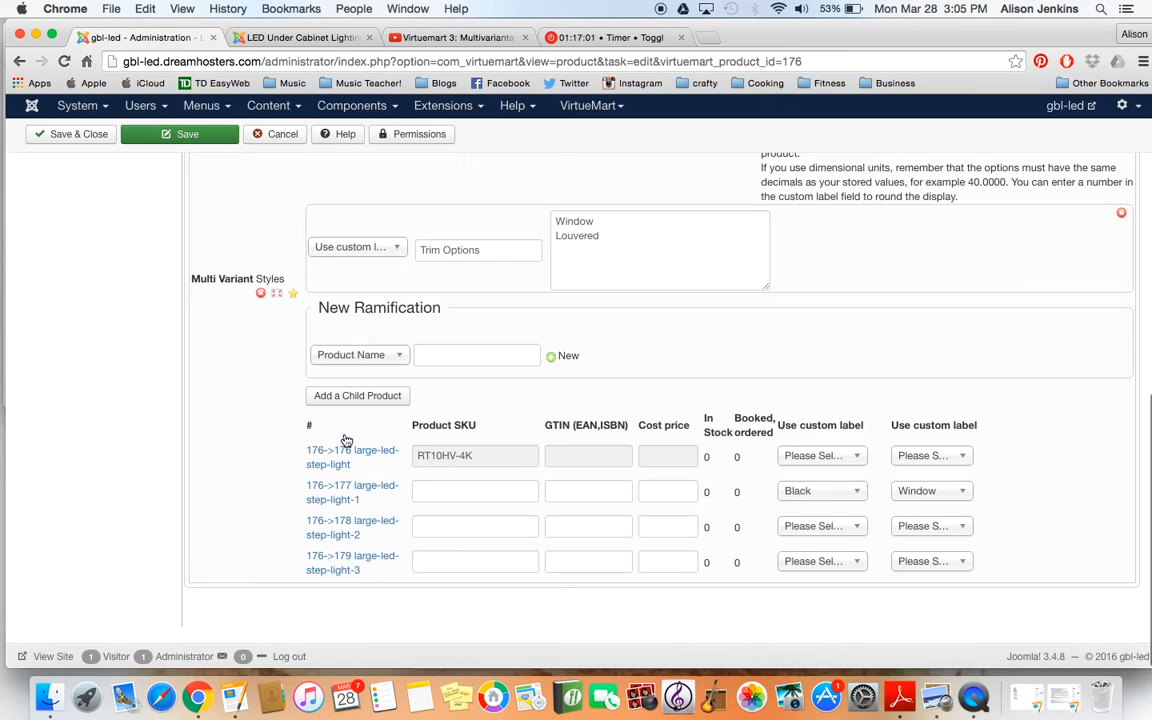 Chrome File Edit View History Bookmarks People Window Help 53% Mon Mar 28 3:05 PM Alison Jenkins
gbl-led - Administration - L LED Under Cabinet Lightin Virtuemart 3: Multivarianta 01:17:01 • Timer • Toggl Alison
gbl-led.dreamhosters.com/administrator/index.php?option=com_virtuemart&view=product&task=edit&virtuemart_product_id=176
Apps Apple iCloud TD EasyWeb Music Music Teacher! Blogs Facebook Twitter Instagram crafty Cooking Fitness Business Other Bookmarks
System Users Menus Content Components Extensions Help VirtueMart gbl-led
Save & Close Save Cancel Help Permissions
product.
If you use dimensional units, remember that the options must have the same
decimals as your stored values, for example 40.0000. You can enter a number in
the custom label field to round the display.
Window
Louvered
Use custom l... Trim Options
Multi Variant Styles
New Ramification
Product Name New
Add a Child Product
# Product SKU GTIN (EAN,ISBN) Cost price In Stock Booked, ordered Use custom label Use custom label
176->176 large-led-
step-light RT10HV-4K 0 0 Please Sel... Please S...
176->177 large-led-
step-light-1 0 0 Black Window
176->178 large-led-
step-light-2 0 0 Please Sel... Please S...
176->179 large-led-
step-light-3 0 0 Please Sel... Please S...
View Site 1 Visitor 1 Administrator 0 Log out Joomla! 3.4.8 — © 2016 gbl-led
MAR 28 7 1